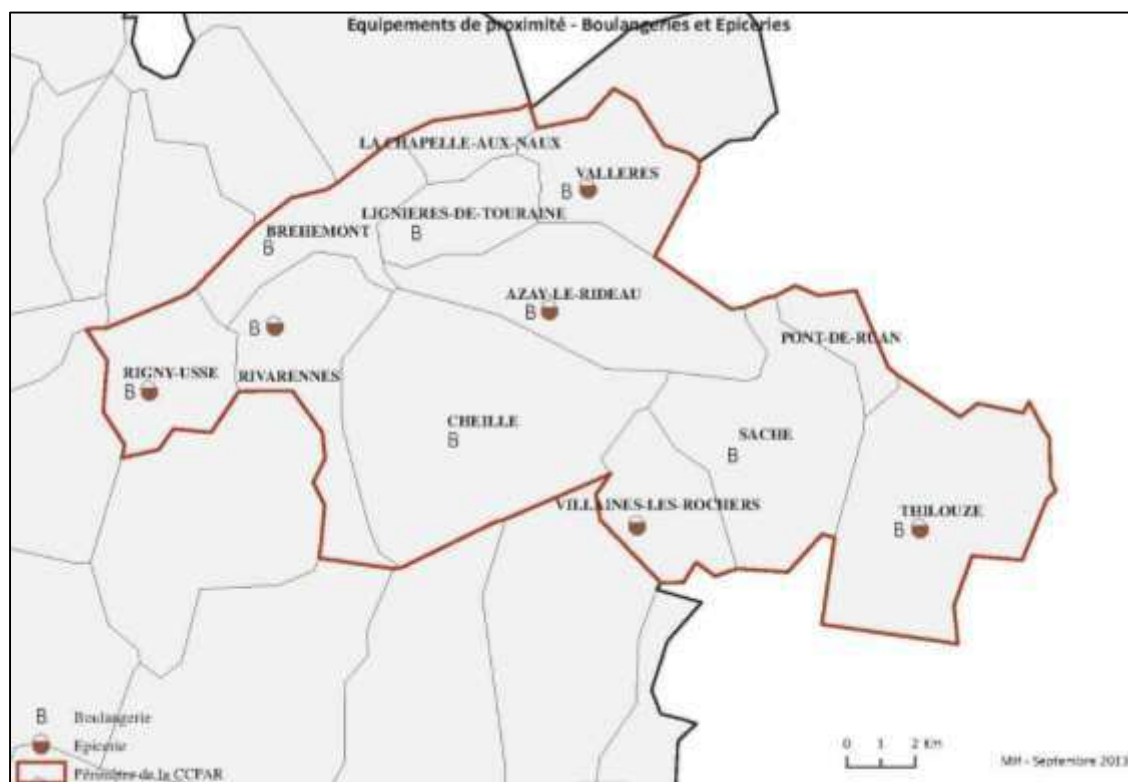 Equipements de proximité - Boulangeries et Epiceries
LA CHAPELLE-AUX-NAUX
VALLERES
B
LIGNIERES-DE-TOURAINE
B
BREHEMONT
B
AZAY-LE-RIDEAU
B
B
PONT-DE-RUAN
RIGNY-USSE
B
RIVARENNES
CHEILLE
B
SACHE
B
VILLAINES-LES-ROCHERS
THILOUZE
B
B Boulangerie
Epicerie
Périmètre de la CCPAR
0 1 2 Km
MIH - Septembre 2013